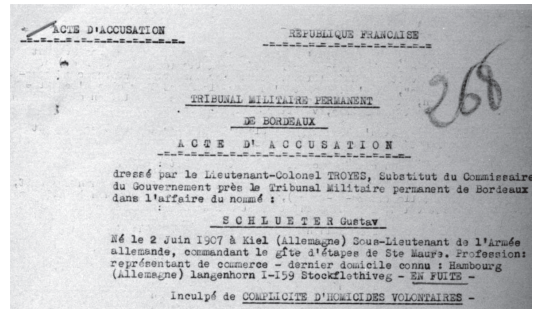 ACTE D'ACCUSATION
REPUBLIQUE FRANCAISE
268
TRIBUNAL MILITAIRE PERMANENT
DE BORDEAUX
ACTE D'ACCUSATION
dressé par le Lieutenant-Colonel TROYES, Substitut du Commissaire
du Gouvernement près le Tribunal Militaire permanent de Bordeaux
dans l'affaire du nommé :
SCHLUETER Gustav
Né le 2 Juin 1907 à Kiel (Allemagne) Sous-Lieutenant de l'Armée
allemande, commandant le gîte d'étapes de Ste Maure. Profession:
représentant de commerce - dernier domicile connu : Hambourg
(Allemagne) langenhorn I-159 Stockflethiveg - EN FUITE -
Inculpé de COMPLICITE D'HOMICIDES VOLONTAIRES -